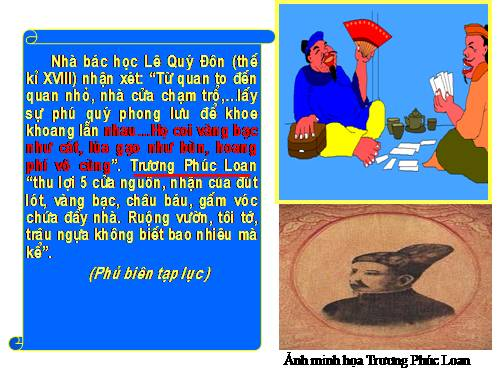 Nhà bác học Lê Quý Đôn (thế
kỉ XVIII) nhận xét: “Từ quan to đến
quan nhỏ, nhà cửa chạm trổ,...lấy
sự phú quý phong lưu để khoe
khoang lẫn nhau....Họ coi vàng bạc
như cát, lúa gạo như bùn, hoang
phí vô cùng”. Trương Phúc Loan
“thu lợi 5 cửa nguồn, nhận của đút
lót, vàng bạc, châu báu, gấm vóc
chứa đầy nhà. Ruộng vườn, tôi tớ,
trâu ngựa không biết bao nhiêu mà
kể”.
(Phủ biên tạp lục)
Ảnh minh họa Trương Phúc Loan